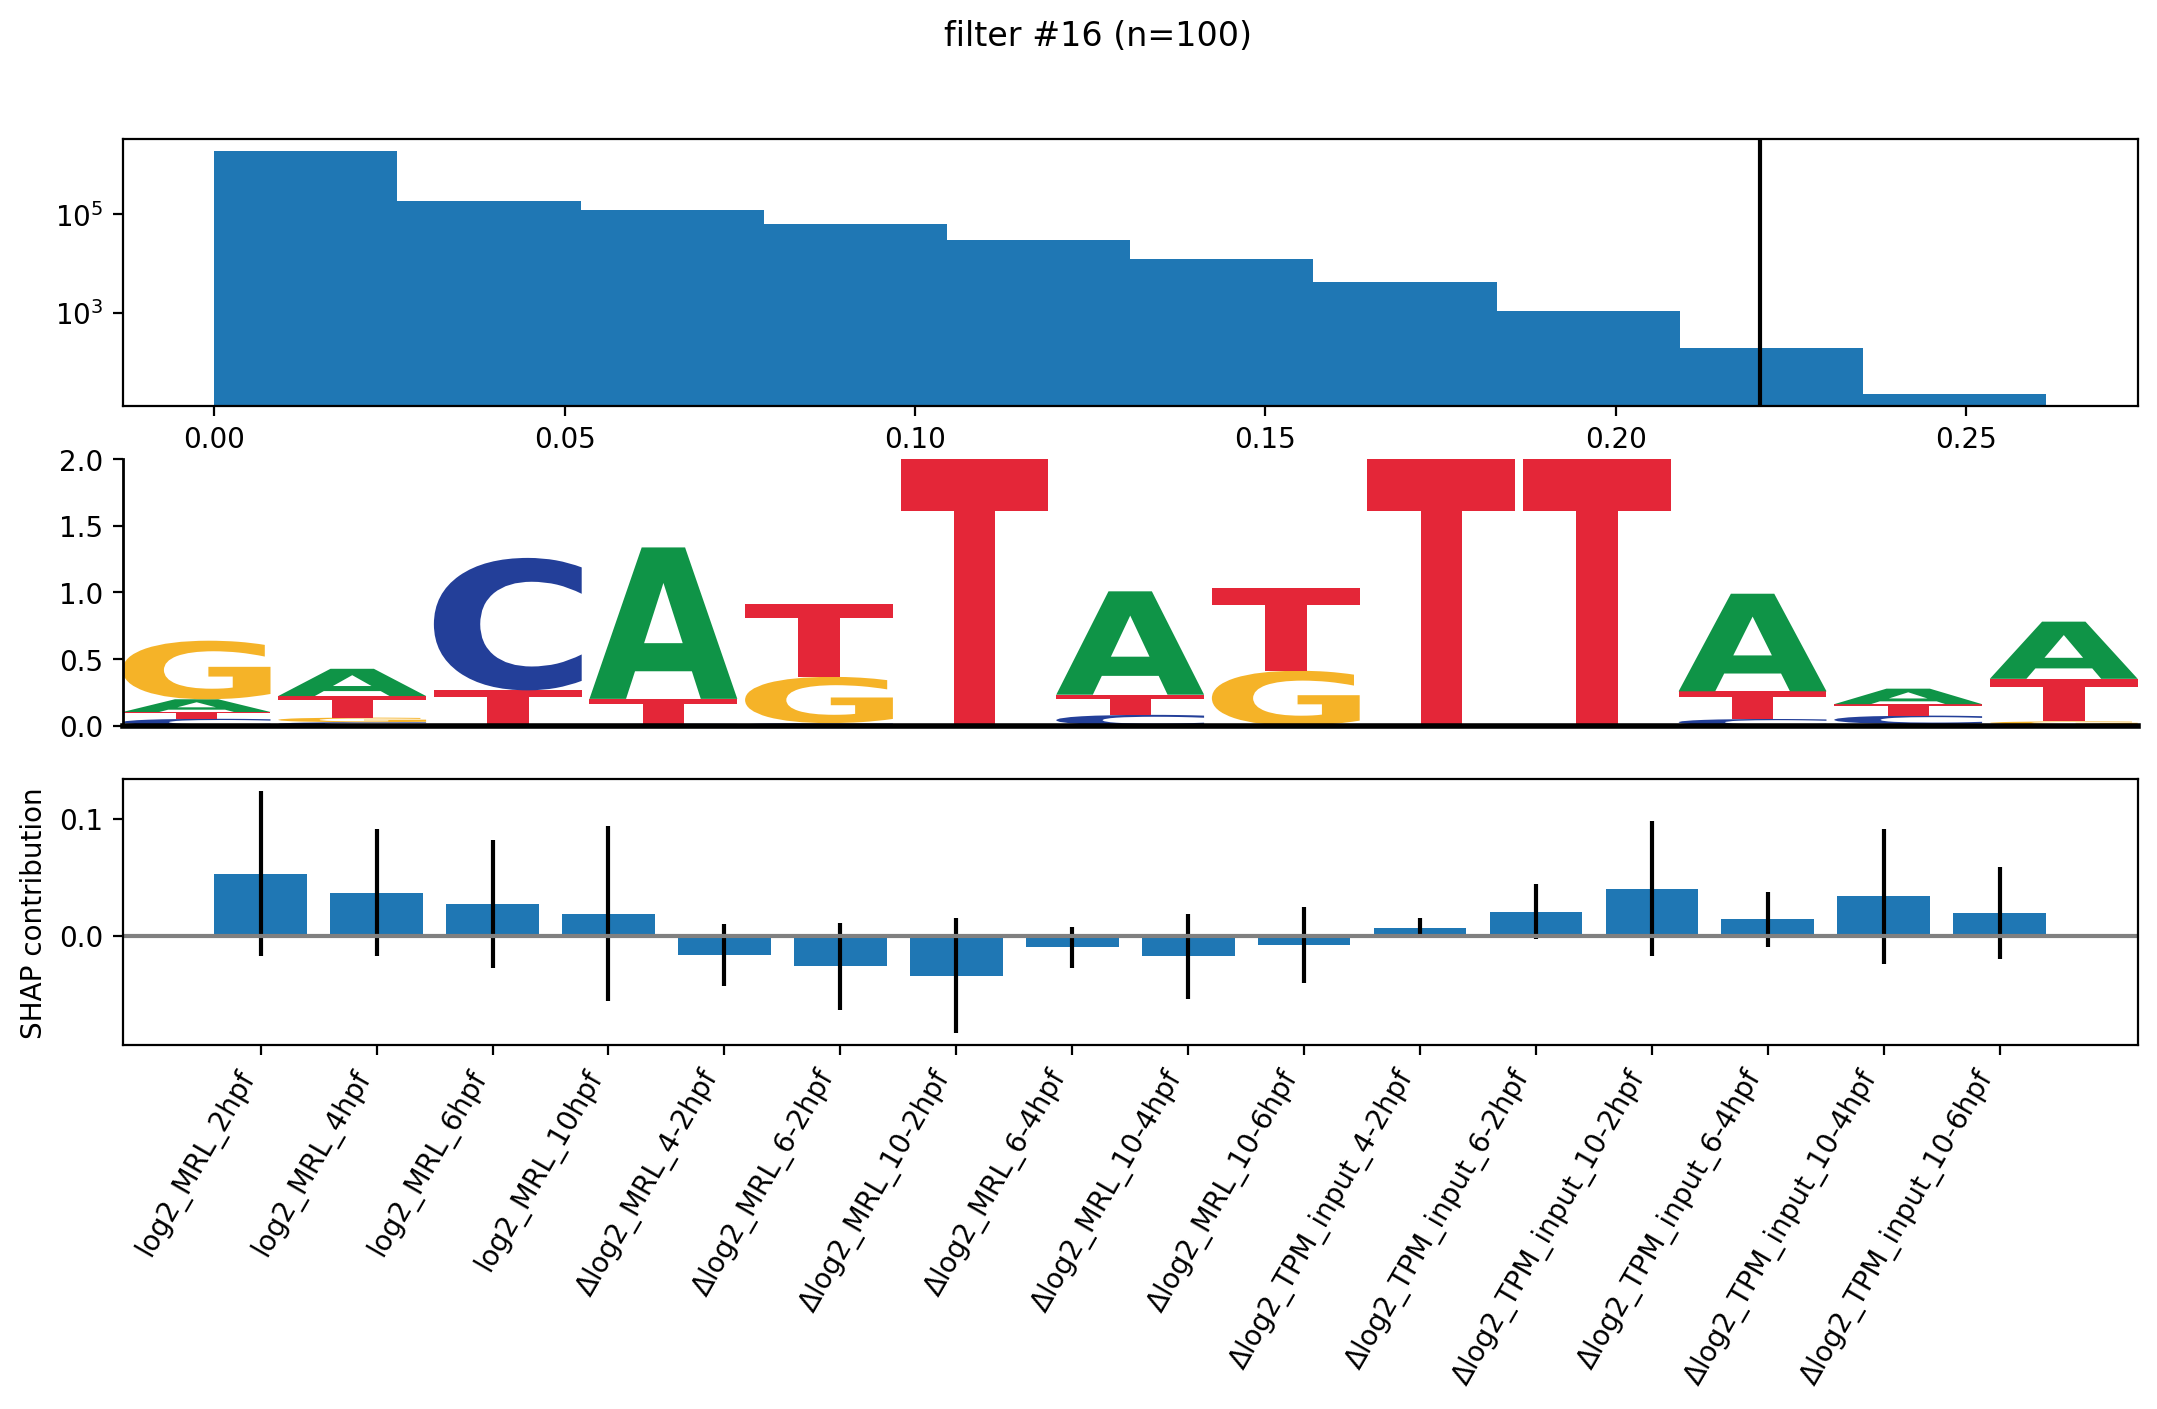 filter #16 (n=100)
10⁵
10³
0.00 0.05 0.10 0.15 0.20 0.25
2.0
1.5
1.0
0.5
0.0
G A C A T T A T T T A A A
A T T T G T G T T T
T G C C C G
C C
SHAP contribution
0.1
0.0
log2_MRL_2hpf
log2_MRL_4hpf
log2_MRL_6hpf
log2_MRL_10hpf
Δlog2_MRL_4-2hpf
Δlog2_MRL_6-2hpf
Δlog2_MRL_10-2hpf
Δlog2_MRL_6-4hpf
Δlog2_MRL_10-4hpf
Δlog2_MRL_10-6hpf
Δlog2_TPM_input_4-2hpf
Δlog2_TPM_input_6-2hpf
Δlog2_TPM_input_10-2hpf
Δlog2_TPM_input_6-4hpf
Δlog2_TPM_input_10-4hpf
Δlog2_TPM_input_10-6hpf